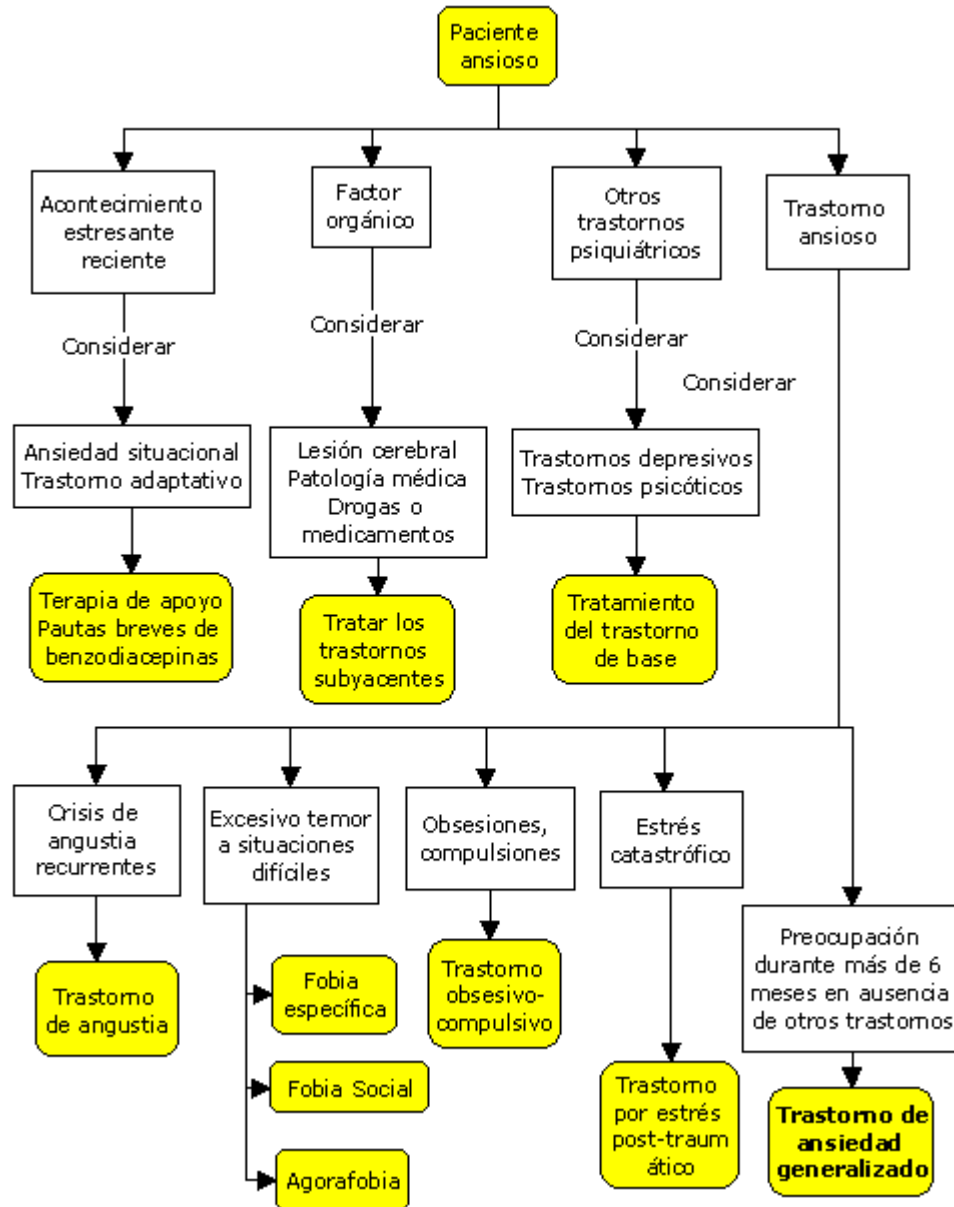 Paciente
ansioso
Acontecimiento
estresante
reciente
Factor
orgánico
Otros
trastornos
psiquiátricos
Trastorno
ansioso
Considerar
Considerar
Considerar
Considerar
Ansiedad situacional
Trastorno adaptativo
Lesión cerebral
Patología médica
Drogas o
medicamentos
Trastornos depresivos
Trastornos psicóticos
Terapia de apoyo
Pautas breves de
benzodiacepinas
Tratar los
trastornos
subyacentes
Tratamiento
del trastorno
de base
Crisis de
angustia
recurrentes
Excesivo temor
a situaciones
difíciles
Obsesiones,
compulsiones
Estrés
catastrófico
Preocupación
durante más de 6
meses en ausencia
de otros trastornos
Trastorno
de angustia
Fobia
específica
Fobia Social
Agorafobia
Trastorno
obsesivo-
compulsivo
Trastorno
por estrés
post-traum
ático
Trastorno de
ansiedad
generalizado